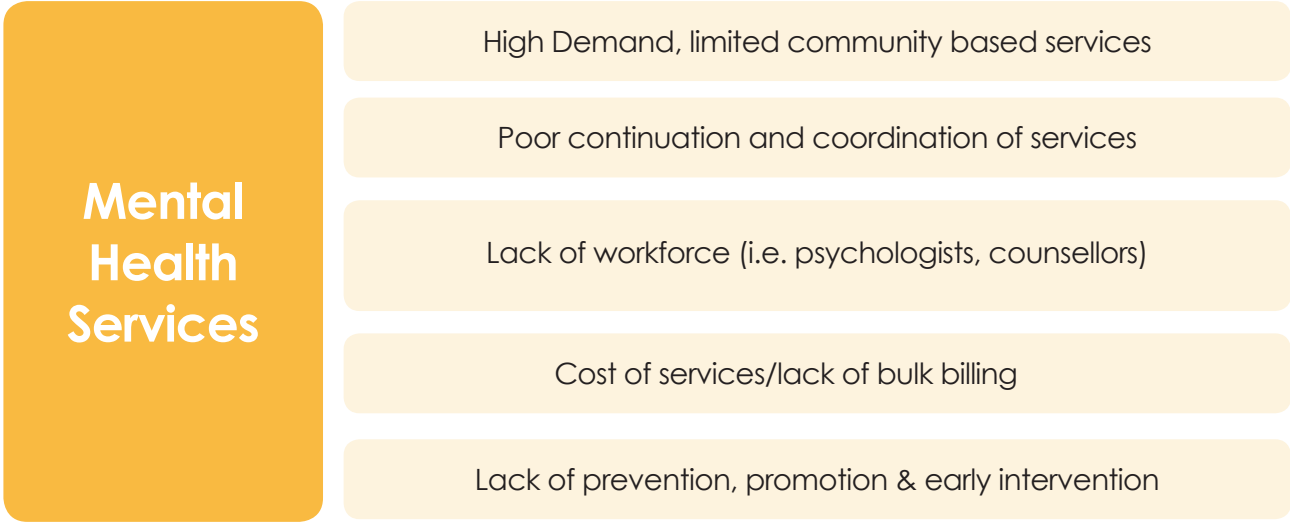 Mental
Health
Services
High Demand, limited community based services
Poor continuation and coordination of services
Lack of workforce (i.e. psychologists, counsellors)
Cost of services/lack of bulk billing
Lack of prevention, promotion & early intervention